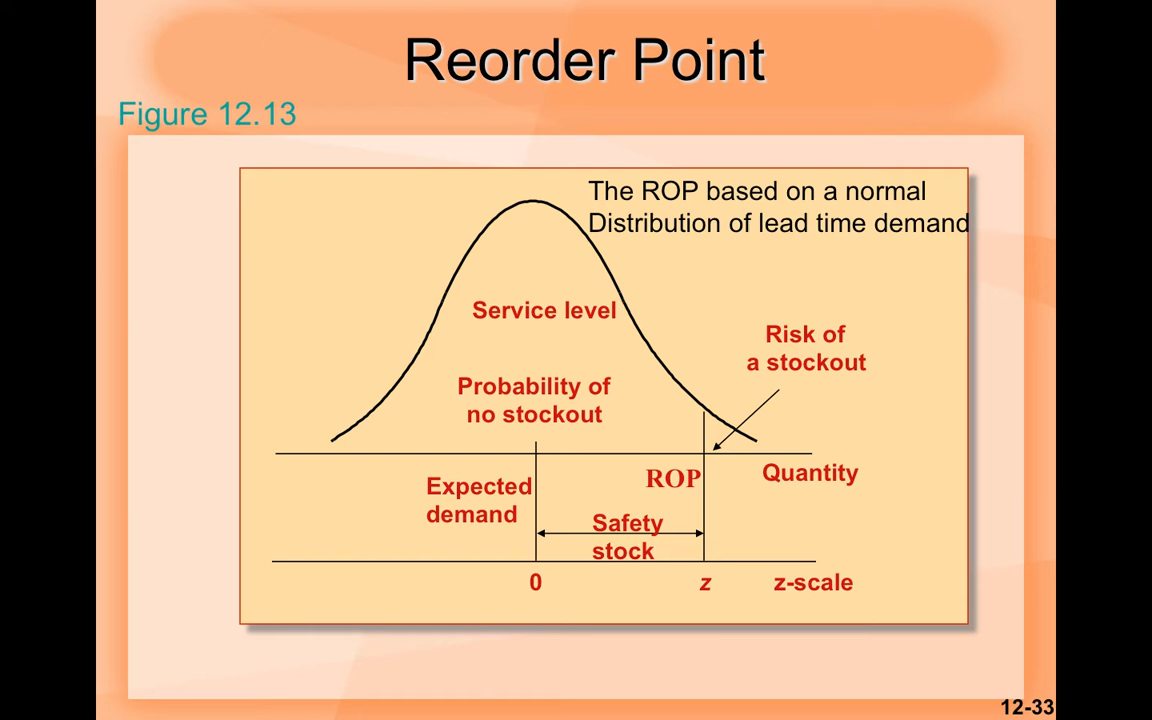 Reorder Point
Figure 12.13
The ROP based on a normal
Distribution of lead time demand
Service level
Risk of
a stockout
Probability of
no stockout
ROP
Quantity
Expected
demand
Safety
stock
0
z
z-scale
12-33